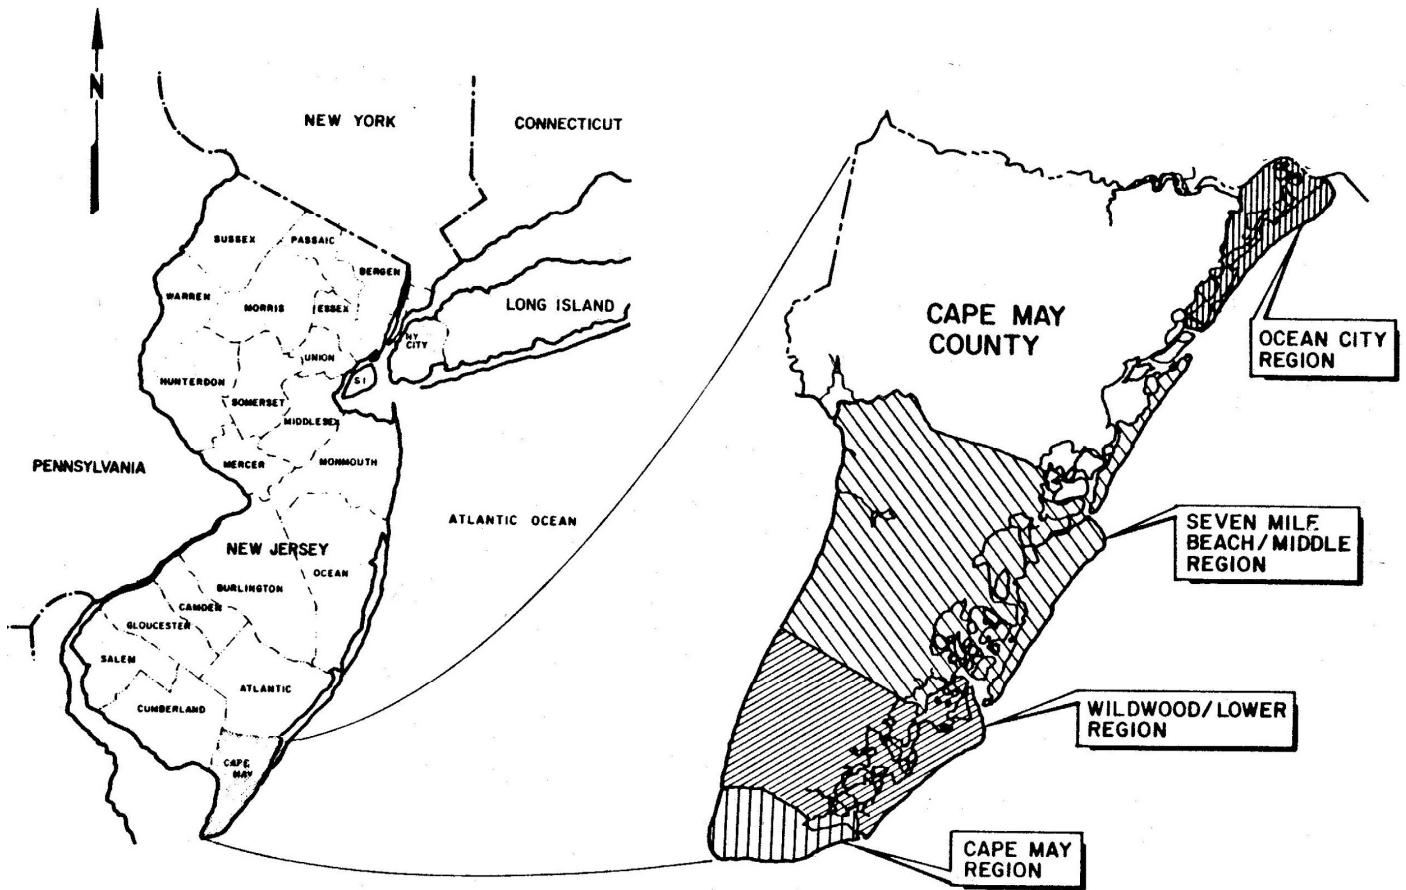 N
NEW YORK
CONNECTICUT
SUSSEX
PASSAIC
BERGEN
WARREN
MORRIS
ESSEX
LONG ISLAND
NY
CITY
UNION
HUNTERDON
S I
SOMERSET
MIDDLESEX
PENNSYLVANIA
MERCER
MONMOUTH
ATLANTIC OCEAN
NEW JERSEY
OCEAN
BURLINGTON
CAMDEN
GLOUCESTER
SALEM
ATLANTIC
CUMBERLAND
CAPE
MAY
CAPE MAY
COUNTY
OCEAN CITY
REGION
SEVEN MILE
BEACH/MIDDLE
REGION
WILDWOOD/LOWER
REGION
CAPE MAY
REGION